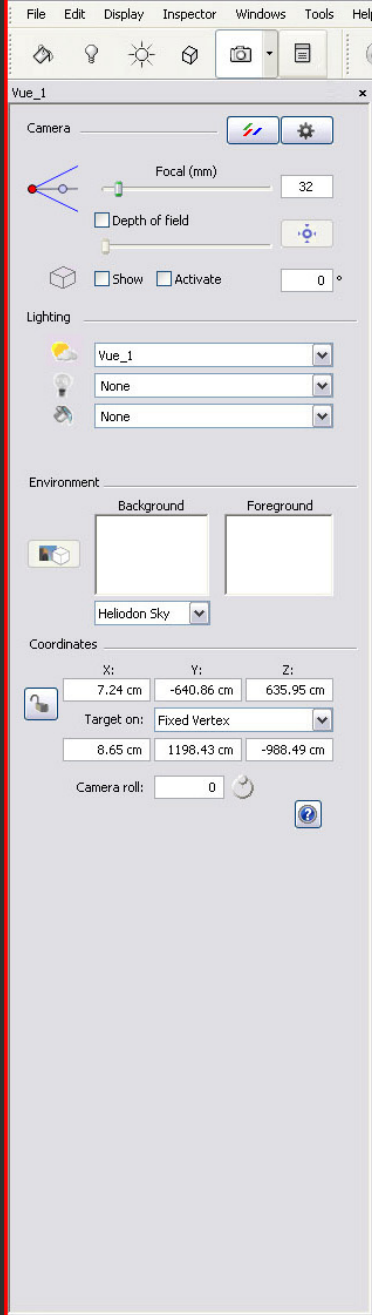 File Edit Display Inspector Windows Tools Help
Vue_1 x
Camera
Focal (mm)
32
Depth of field
Show Activate 0 °
Lighting
Vue_1
None
None
Environment
Background Foreground
Heliodon Sky
Coordinates
X: Y: Z:
7.24 cm -640.86 cm 635.95 cm
Target on: Fixed Vertex
8.65 cm 1198.43 cm -988.49 cm
Camera roll: 0
?